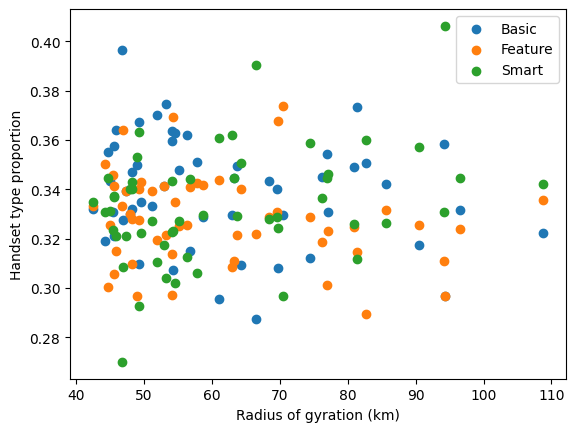 0.40
0.38
0.36
0.34
0.32
0.30
0.28
Handset type proportion
Basic
Feature
Smart
40 50 60 70 80 90 100 110
Radius of gyration (km)